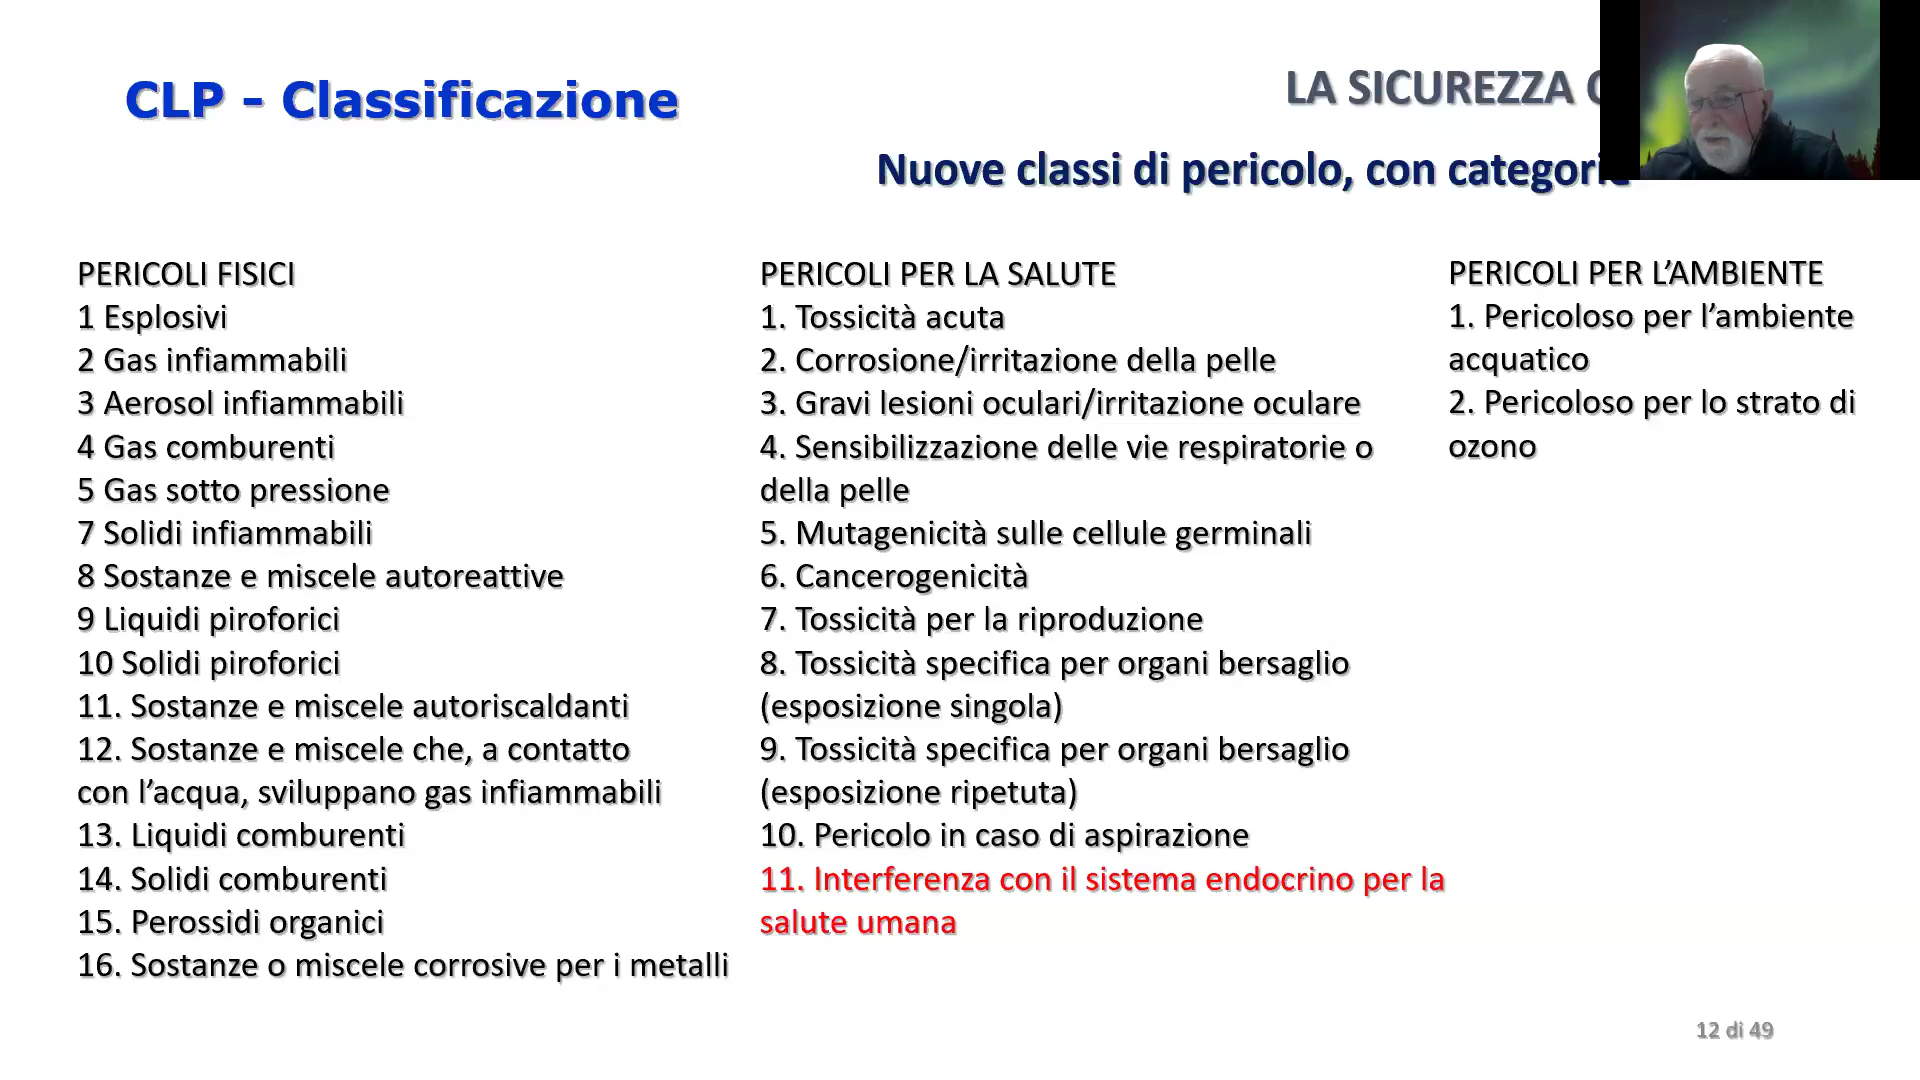 CLP - Classificazione
LA SICUREZZA
Nuove classi di pericolo, con categorie
PERICOLI FISICI
1 Esplosivi
2 Gas infiammabili
3 Aerosol infiammabili
4 Gas comburenti
5 Gas sotto pressione
7 Solidi infiammabili
8 Sostanze e miscele autoreattive
9 Liquidi piroforici
10 Solidi piroforici
11. Sostanze e miscele autoriscaldanti
12. Sostanze e miscele che, a contatto
con l’acqua, sviluppano gas infiammabili
13. Liquidi comburenti
14. Solidi comburenti
15. Perossidi organici
16. Sostanze o miscele corrosive per i metalli
PERICOLI PER LA SALUTE
1. Tossicità acuta
2. Corrosione/irritazione della pelle
3. Gravi lesioni oculari/irritazione oculare
4. Sensibilizzazione delle vie respiratorie o
della pelle
5. Mutagenicità sulle cellule germinali
6. Cancerogenicità
7. Tossicità per la riproduzione
8. Tossicità specifica per organi bersaglio
(esposizione singola)
9. Tossicità specifica per organi bersaglio
(esposizione ripetuta)
10. Pericolo in caso di aspirazione
11. Interferenza con il sistema endocrino per la
salute umana
PERICOLI PER L’AMBIENTE
1. Pericoloso per l’ambiente
acquatico
2. Pericoloso per lo strato di
ozono
12 di 49